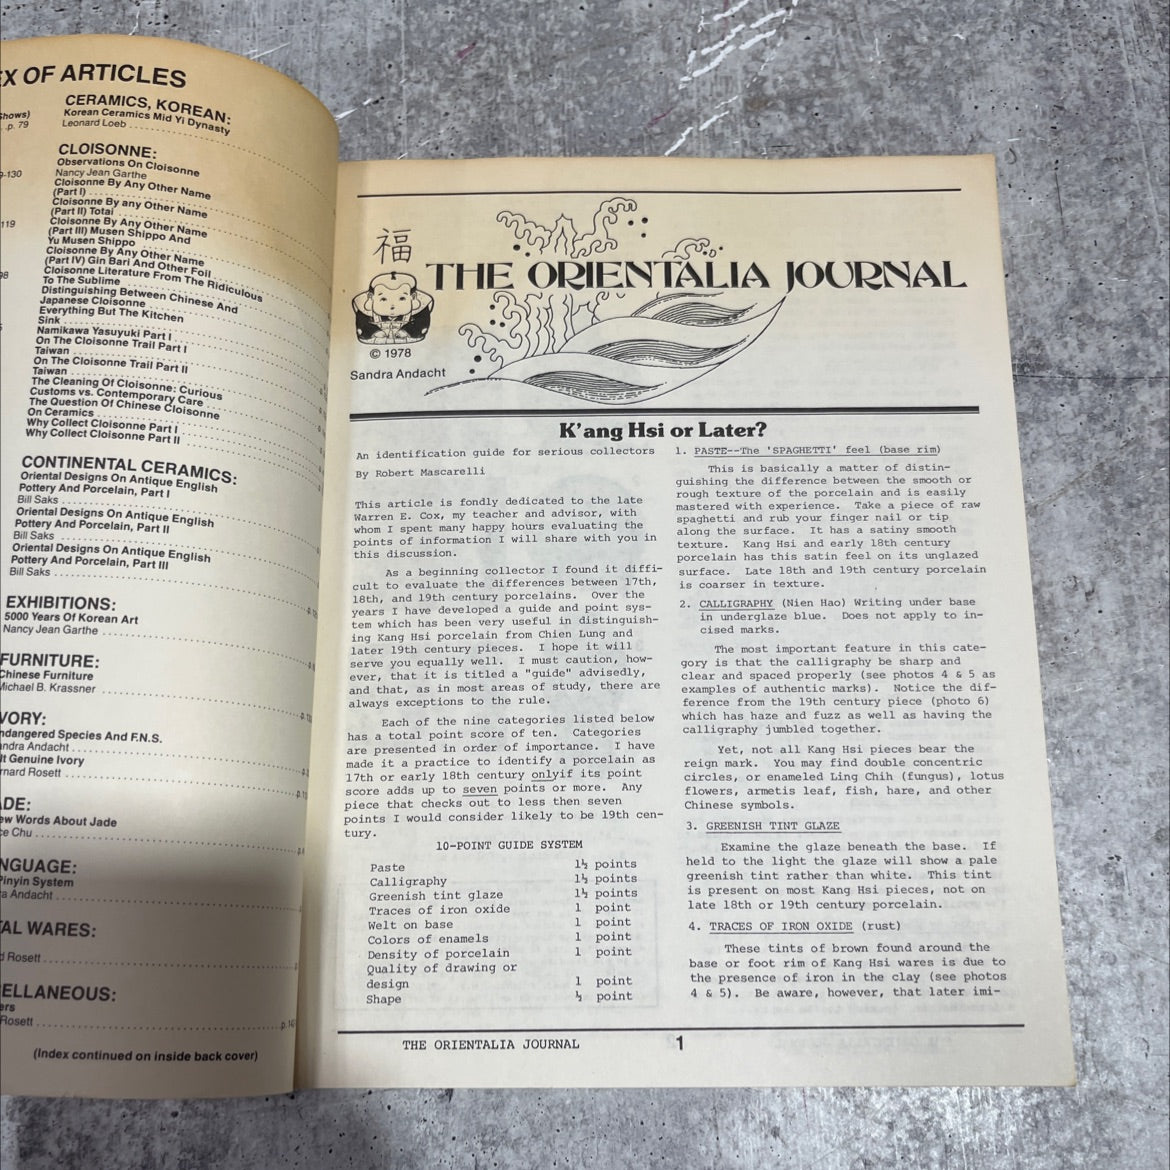 EX OF ARTICLES
Shows)
p. 79
9-130
119
98
CERAMICS, KOREAN:
Korean Ceramics Mid Yi Dynasty
Leonard Loeb
CLOISONNE:
Observations On Cloisonne
Nancy Jean Garthe
Cloisonne By Any Other Name
(Part I)
Cloisonne By any Other Name
(Part II) Totai
Cloisonne By Any Other Name
(Part III) Musen Shippo And
Yu Musen Shippo
Cloisonne By Any Other Name
(Part IV) Gin Bari And Other Foil
Cloisonne Literature From The Ridiculous
To The Sublime
Distinguishing Between Chinese And
Japanese Cloisonne
Everything But The Kitchen
Sink
Namikawa Yasuyuki Part I
On The Cloisonne Trail Part I
Taiwan
On The Cloisonne Trail Part II
Taiwan
The Cleaning Of Cloisonne: Curious
Customs vs. Contemporary Care
The Question Of Chinese Cloisonne
On Ceramics
Why Collect Cloisonne Part I
Why Collect Cloisonne Part II
CONTINENTAL CERAMICS:
Oriental Designs On Antique English
Pottery And Porcelain, Part I
Bill Saks
Oriental Designs On Antique English
Pottery And Porcelain, Part II
Bill Saks
Oriental Designs On Antique English
Pottery And Porcelain, Part III
Bill Saks
EXHIBITIONS:
5000 Years Of Korean Art
Nancy Jean Garthe
FURNITURE:
Chinese Furniture
Michael B. Krassner
VORY:
ndangered Species And F.N.S.
andra Andacht
It Genuine Ivory
rnard Rosett
ADE:
ew Words About Jade
ce Chu
NGUAGE:
Pinyin System
ra Andacht
TAL WARES:
d Rosett
ELLANEOUS:
ers
Rosett
(Index continued on inside back cover)
福
THE ORIENTALIA JOURNAL
© 1978
Sandra Andacht
K'ang Hsi or Later?
An identification guide for serious collectors
By Robert Mascarelli
This article is fondly dedicated to the late
Warren E. Cox, my teacher and advisor, with
whom I spent many happy hours evaluating the
points of information I will share with you in
this discussion.
As a beginning collector I found it diffi-
cult to evaluate the differences between 17th,
18th, and 19th century porcelains. Over the
years I have developed a guide and point sys-
tem which has been very useful in distinguish-
ing Kang Hsi porcelain from Chien Lung and
later 19th century pieces. I hope it will
serve you equally well. I must caution, how-
ever, that it is titled a "guide" advisedly,
and that, as in most areas of study, there are
always exceptions to the rule.
Each of the nine categories listed below
has a total point score of ten. Categories
are presented in order of importance. I have
made it a practice to identify a porcelain as
17th or early 18th century onlyif its point
score adds up to seven points or more. Any
piece that checks out to less then seven
points I would consider likely to be 19th cen-
tury.
10-POINT GUIDE SYSTEM
Paste 1½ points
Calligraphy 1½ points
Greenish tint glaze 1½ points
Traces of iron oxide 1 point
Welt on base 1 point
Colors of enamels 1 point
Density of porcelain 1 point
Quality of drawing or
design 1 point
Shape ½ point
1. PASTE--The 'SPAGHETTI' feel (base rim)
This is basically a matter of distin-
guishing the difference between the smooth or
rough texture of the porcelain and is easily
mastered with experience. Take a piece of raw
spaghetti and rub your finger nail or tip
along the surface. It has a satiny smooth
texture. Kang Hsi and early 18th century
porcelain has this satin feel on its unglazed
surface. Late 18th and 19th century porcelain
is coarser in texture.
2. CALLIGRAPHY (Nien Hao) Writing under base
in underglaze blue. Does not apply to in-
cised marks.
The most important feature in this cate-
gory is that the calligraphy be sharp and
clear and spaced properly (see photos 4 & 5 as
examples of authentic marks). Notice the dif-
ference from the 19th century piece (photo 6)
which has haze and fuzz as well as having the
calligraphy jumbled together.
Yet, not all Kang Hsi pieces bear the
reign mark. You may find double concentric
circles, or enameled Ling Chih (fungus), lotus
flowers, armetis leaf, fish, hare, and other
Chinese symbols.
3. GREENISH TINT GLAZE
Examine the glaze beneath the base. If
held to the light the glaze will show a pale
greenish tint rather than white. This tint
is present on most Kang Hsi pieces, not on
late 18th or 19th century porcelain.
4. TRACES OF IRON OXIDE (rust)
These tints of brown found around the
base or foot rim of Kang Hsi wares is due to
the presence of iron in the clay (see photos
4 & 5). Be aware, however, that later imi-
THE ORIENTALIA JOURNAL 1